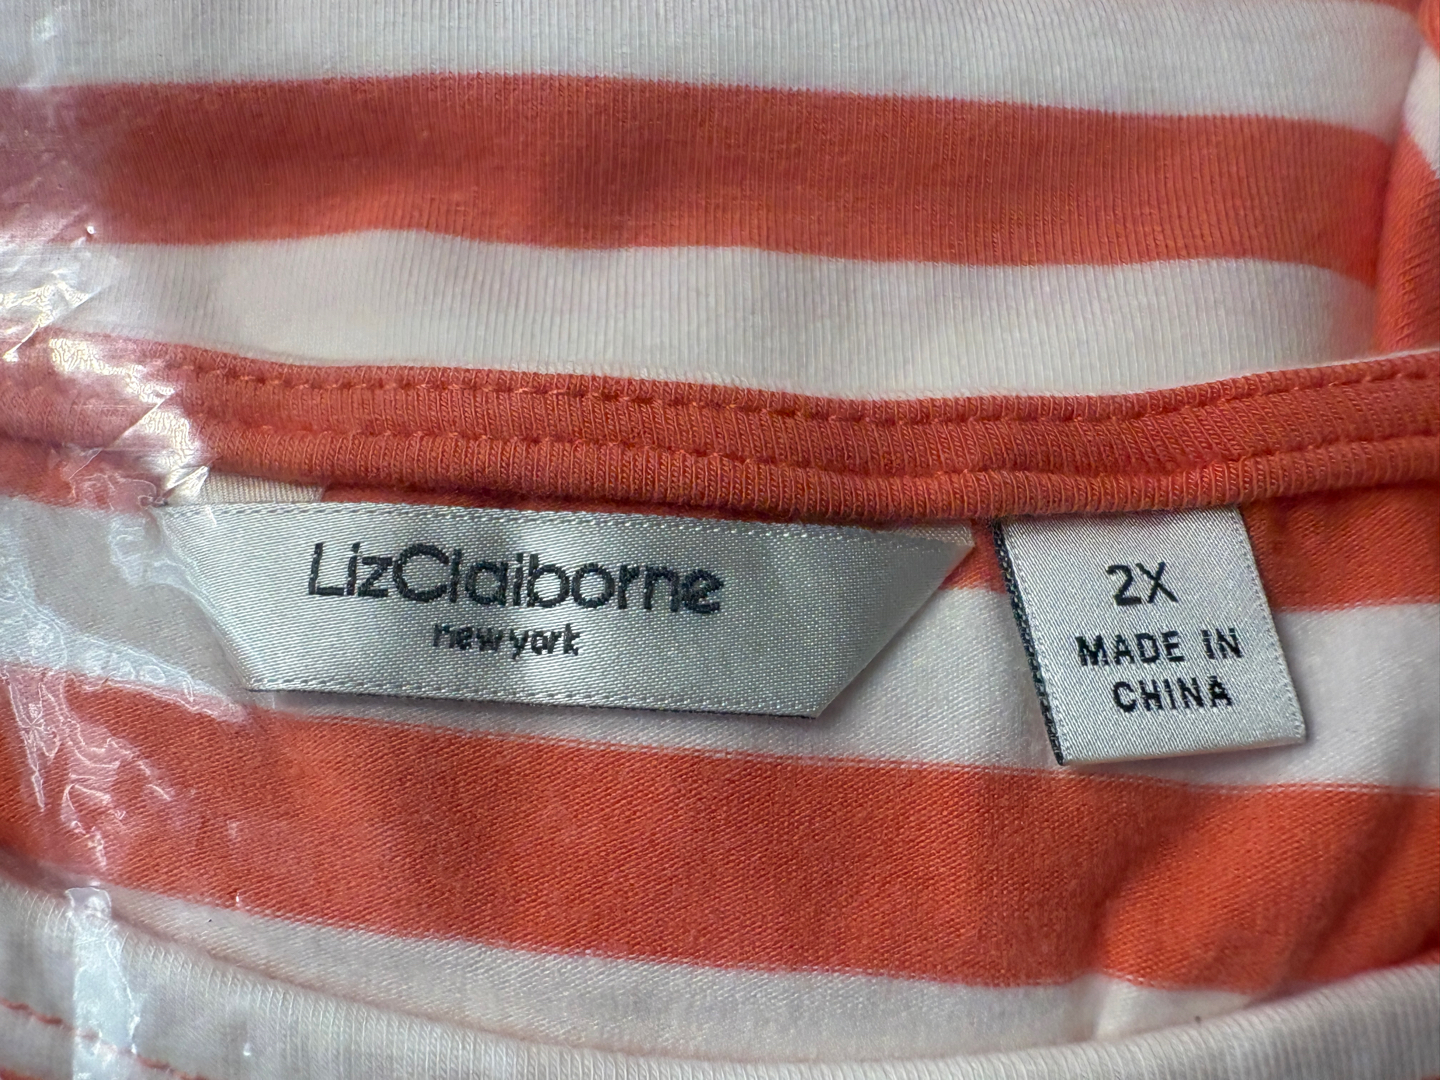 LizClaiborne
new york
2X
MADE IN
CHINA